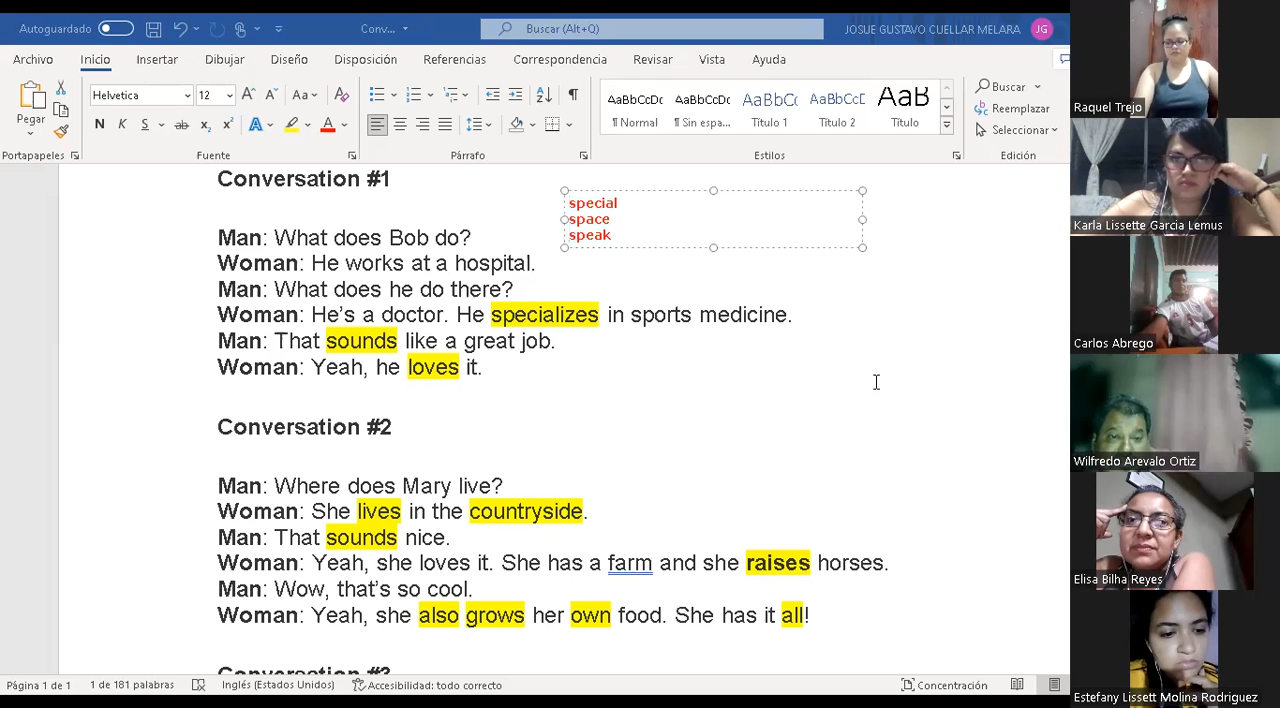 Autoguardado
Conv...
Buscar (Alt+Q)
JOSUE GUSTAVO CUELLAR MELARA
JG
Archivo Inicio Insertar Dibujar Diseño Disposición Referencias Correspondencia Revisar Vista Ayuda
Pegar
Portapapeles
Helvetica 12
Fuente
Párrafo
AaBbCcDc AaBbCcDc AaBbCc AaBbCcD AaB
¶ Normal ¶ Sin espa... Título 1 Título 2 Título
Estilos
Buscar
Reemplazar
Seleccionar
Edición
Conversation #1
special
space
speak
Man: What does Bob do?
Woman: He works at a hospital.
Man: What does he do there?
Woman: He’s a doctor. He specializes in sports medicine.
Man: That sounds like a great job.
Woman: Yeah, he loves it.
Conversation #2
Man: Where does Mary live?
Woman: She lives in the countryside.
Man: That sounds nice.
Woman: Yeah, she loves it. She has a farm and she raises horses.
Man: Wow, that’s so cool.
Woman: Yeah, she also grows her own food. She has it all!
Conversation #3
Página 1 de 1 1 de 181 palabras Inglés (Estados Unidos) Accesibilidad: todo correcto Concentración
Raquel Trejo
Karla Lissette Garcia Lemus
Carlos Abrego
Wilfredo Arevalo Ortiz
Elisa Bilha Reyes
Estefany Lissett Molina Rodriguez